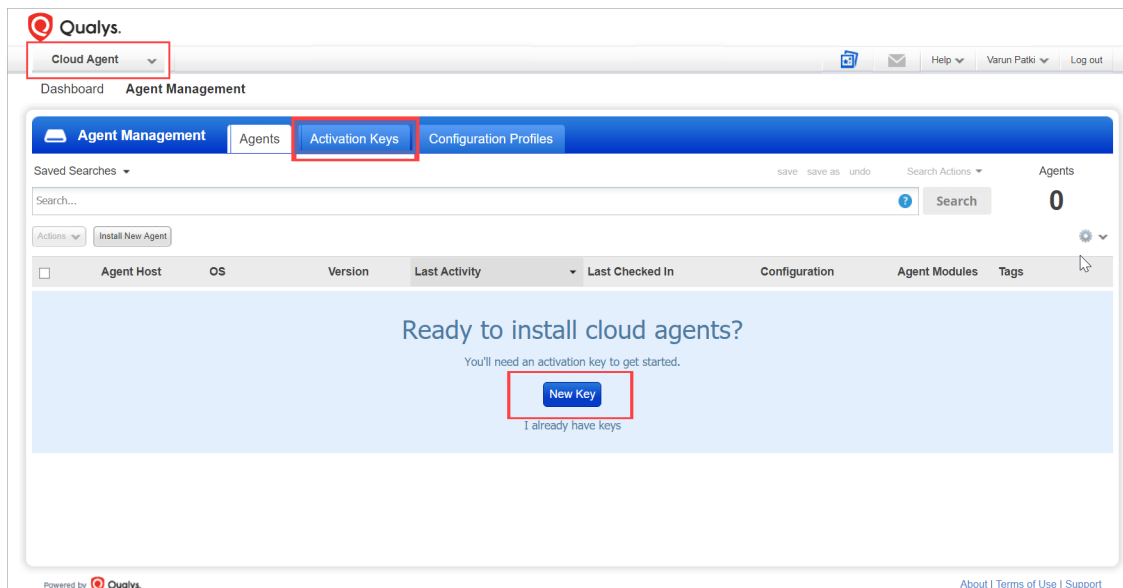 Qualys.
Cloud Agent Help Varun Patki Log out
Dashboard Agent Management
Agent Management Agents Activation Keys Configuration Profiles
Saved Searches save save as undo Search Actions Agents
Search... ? Search 0
Actions Install New Agent
Agent Host OS Version Last Activity Last Checked In Configuration Agent Modules Tags
Ready to install cloud agents?
You'll need an activation key to get started.
New Key
I already have keys
Powered by Qualys. About | Terms of Use | Support